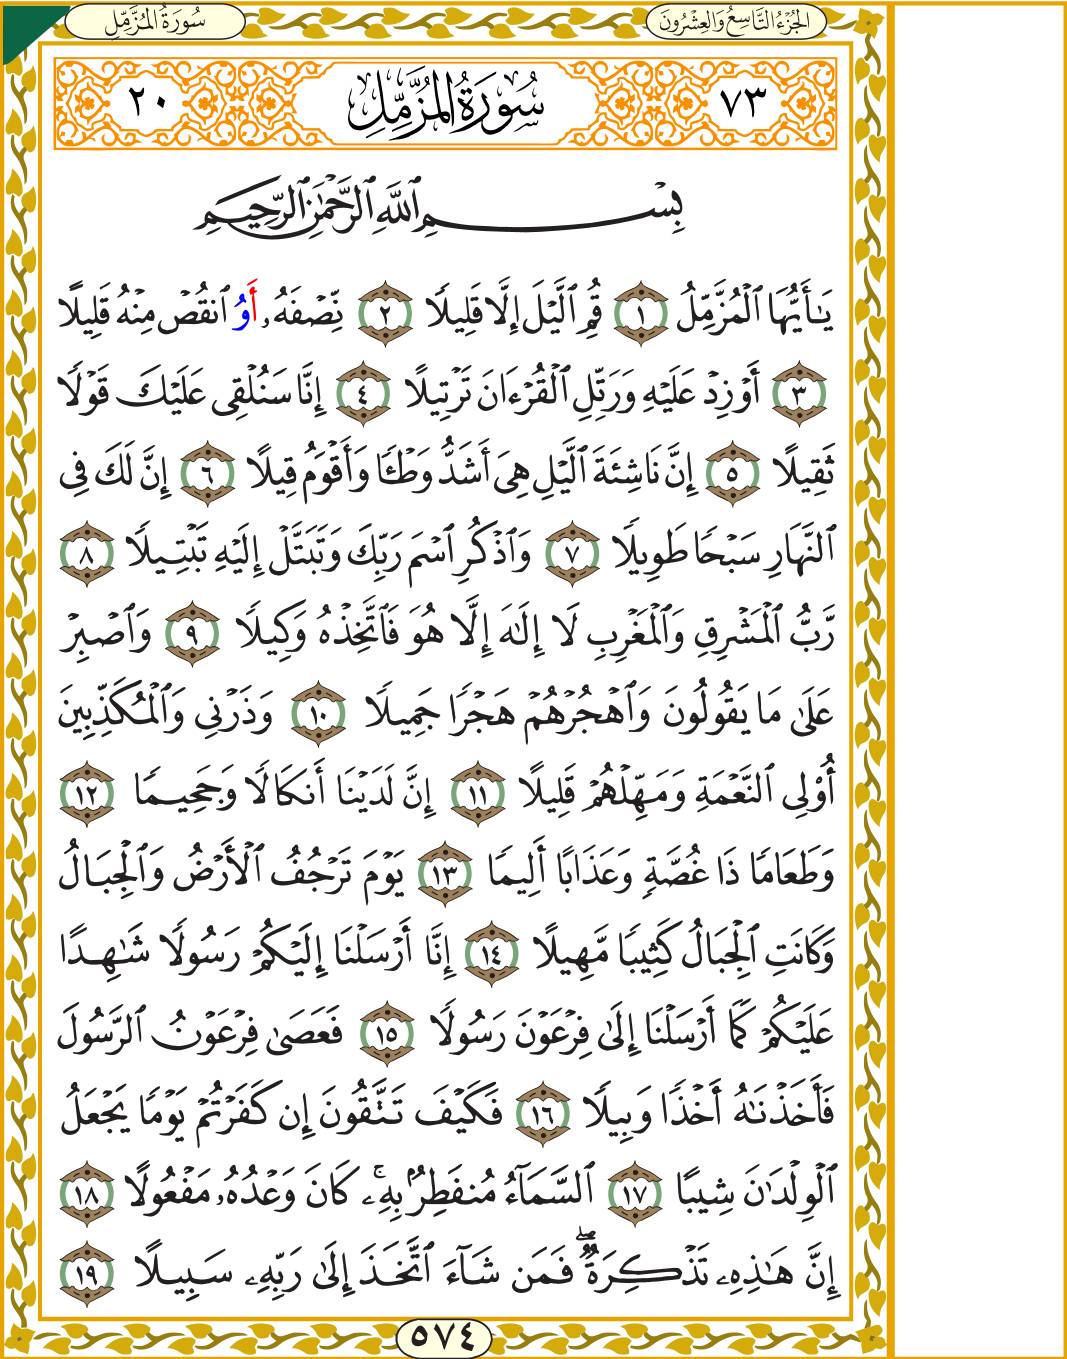 سُورَةُ المُزَّمِّلِ الجُزْءُ التَّاسِعُ وَالعِشْرُونَ
٧٣ سُورَةُ المُزَّمِّلِ ٢٠
بِسْمِ اللَّهِ الرَّحْمَٰنِ الرَّحِيمِ
يَـٰٓأَيُّهَا ٱلْمُزَّمِّلُ ١ قُمِ ٱلَّيْلَ إِلَّا قَلِيلًا ٢ نِّصْفَهُۥ أَوُ ٱنقُصْ مِنْهُ قَلِيلًا
٣ أَوْ زِدْ عَلَيْهِ وَرَتِّلِ ٱلْقُرْءَانَ تَرْتِيلًا ٤ إِنَّا سَنُلْقِى عَلَيْكَ قَوْلًا
ثَقِيلًا ٥ إِنَّ نَاشِئَةَ ٱلَّيْلِ هِىَ أَشَدُّ وَطْـًٔا وَأَقْوَمُ قِيلًا ٦ إِنَّ لَكَ فِى
ٱلنَّهَارِ سَبْحًا طَوِيلًا ٧ وَٱذْكُرِ ٱسْمَ رَبِّكَ وَتَبَتَّلْ إِلَيْهِ تَبْتِيلًا ٨
رَّبُّ ٱلْمَشْرِقِ وَٱلْمَغْرِبِ لَآ إِلَـٰهَ إِلَّا هُوَ فَٱتَّخِذْهُ وَكِيلًا ٩ وَٱصْبِرْ
عَلَىٰ مَا يَقُولُونَ وَٱهْجُرْهُمْ هَجْرًا جَمِيلًا ١٠ وَذَرْنِى وَٱلْمُكَذِّبِينَ
أُو۟لِى ٱلنَّعْمَةِ وَمَهِّلْهُمْ قَلِيلًا ١١ إِنَّ لَدَيْنَآ أَنكَالًا وَجَحِيمًا ١٢
وَطَعَامًا ذَا غُصَّةٍ وَعَذَابًا أَلِيمًا ١٣ يَوْمَ تَرْجُفُ ٱلْأَرْضُ وَٱلْجِبَالُ
وَكَانَتِ ٱلْجِبَالُ كَثِيبًا مَّهِيلًا ١٤ إِنَّآ أَرْسَلْنَآ إِلَيْكُمْ رَسُولًا شَـٰهِدًا
عَلَيْكُمْ كَمَآ أَرْسَلْنَآ إِلَىٰ فِرْعَوْنَ رَسُولًا ١٥ فَعَصَىٰ فِرْعَوْنُ ٱلرَّسُولَ
فَأَخَذْنَـٰهُ أَخْذًا وَبِيلًا ١٦ فَكَيْفَ تَتَّقُونَ إِن كَفَرْتُمْ يَوْمًا يَجْعَلُ
ٱلْوِلْدَٰنَ شِيبًا ١٧ ٱلسَّمَآءُ مُنفَطِرٌۢ بِهِۦ ۚ كَانَ وَعْدُهُۥ مَفْعُولًا ١٨
إِنَّ هَـٰذِهِۦ تَذْكِرَةٌ ۖ فَمَن شَآءَ ٱتَّخَذَ إِلَىٰ رَبِّهِۦ سَبِيلًا ١٩
٥٧٤